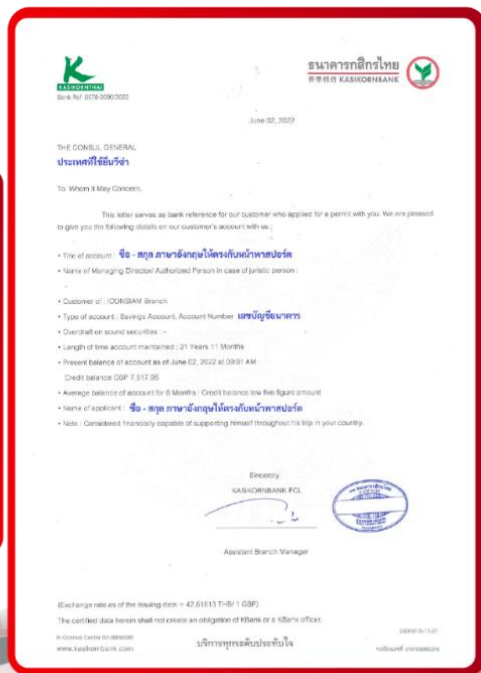 KASIKORNTHAI
Bank Ref. 0178-0090/2022
ธนาคารกสิกรไทย
开泰银行 KASIKORNBANK
June 02, 2022
THE CONSUL GENERAL
ประเทศที่ใช้ยื่นวีซ่า
To Whom It May Concern,
This letter serves as bank reference for our customer who applied for a permit with you. We are pleased
to give you the following details on our customer's account with us :
• Title of account : ชื่อ - สกุล ภาษาอังกฤษให้ตรงกับหน้าพาสปอร์ต
• Name of Managing Director/ Authorized Person in case of juristic person :
-
• Customer of : ICONSIAM Branch
• Type of account : Savings Account, Account Number เลขบัญชีธนาคาร
• Overdraft on sound securities : -
• Length of time account maintained : 21 Years 11 Months
• Present balance of account as of June 02, 2022 at 09:01 AM
Credit balance GBP 7,517.95
• Average balance of account for 6 Months : Credit balance low five figure amount
• Name of applicant : ชื่อ - สกุล ภาษาอังกฤษให้ตรงกับหน้าพาสปอร์ต
• Note : Considered financially capable of supporting himself throughout his trip in your country.
Sincerely,
KASIKORNBANK PCL
Assistant Branch Manager
(Exchange rate as of the issuing date = 42.61613 THB/ 1 GBP)
The certified data herein shall not create an obligation of KBank or a KBank officer.
K-Contact Center 02-8888888
www.kasikornbank.com
บริการทุกระดับประทับใจ